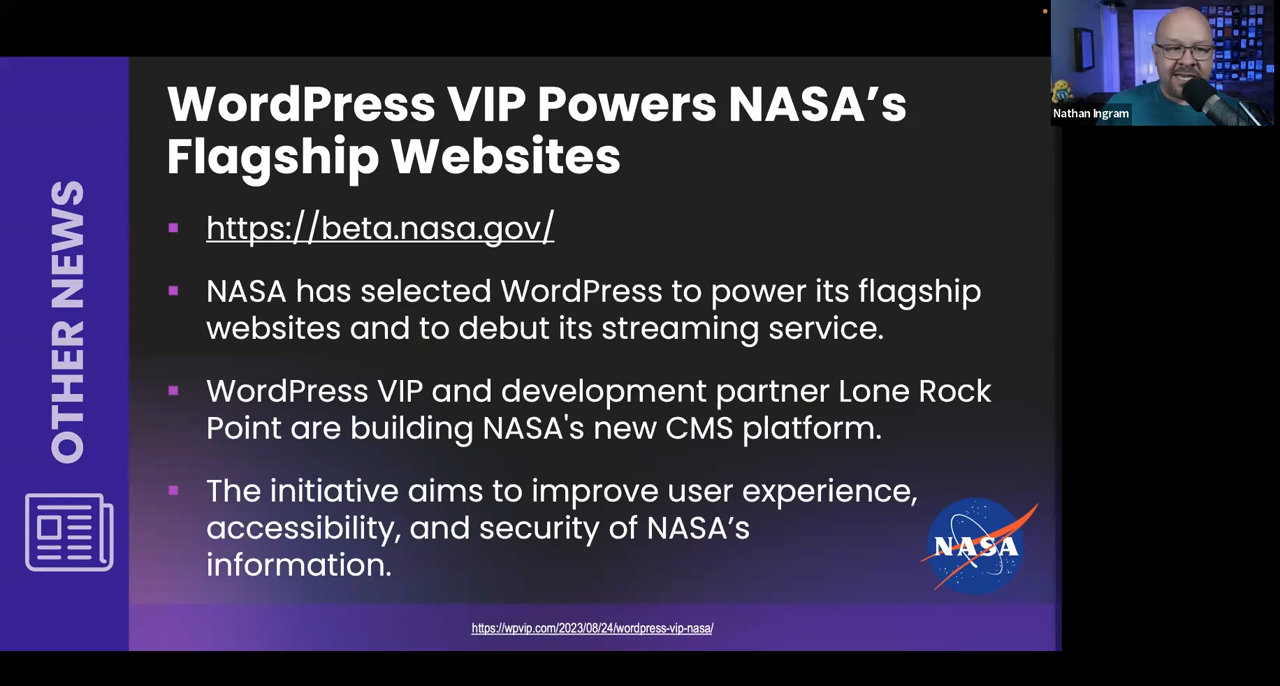 WordPress VIP Powers NASA’s
Flagship Websites
https://beta.nasa.gov/
NASA has selected WordPress to power its flagship
websites and to debut its streaming service.
WordPress VIP and development partner Lone Rock
Point are building NASA's new CMS platform.
The initiative aims to improve user experience,
accessibility, and security of NASA’s
information.
OTHER NEWS
NASA
https://wpvip.com/2023/08/24/wordpress-vip-nasa/
Nathan Ingram